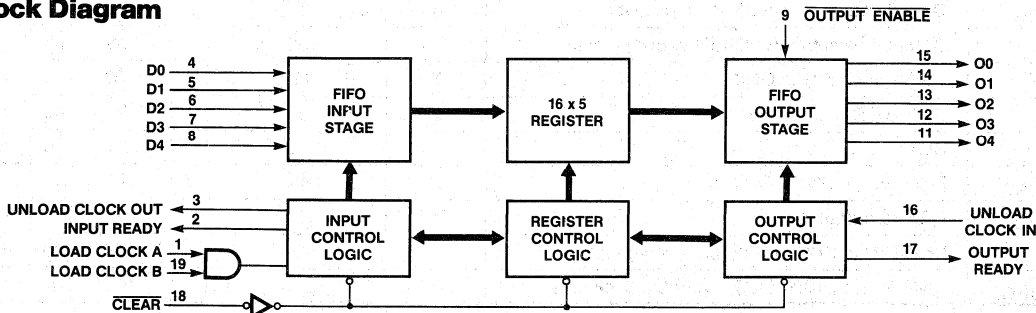 ock Diagram
9 OUTPUT ENABLE
D0 4
D1 5
D2 6
D3 7
D4 8
FIFO
INPUT
STAGE
16 x 5
REGISTER
FIFO
OUTPUT
STAGE
15 O0
14 O1
13 O2
12 O3
11 O4
UNLOAD CLOCK OUT 3
INPUT READY 2
LOAD CLOCK A 1
LOAD CLOCK B 19
INPUT
CONTROL
LOGIC
REGISTER
CONTROL
LOGIC
OUTPUT
CONTROL
LOGIC
16 UNLOAD
CLOCK IN
17 OUTPUT
READY
CLEAR 18